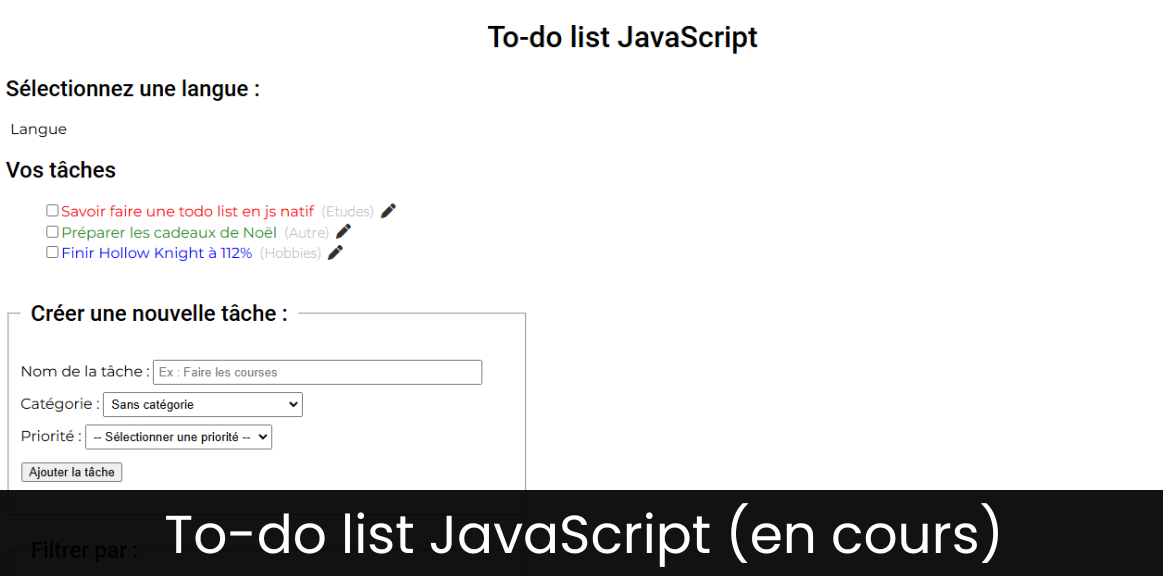 To-do list JavaScript
Sélectionnez une langue :
Langue
Vos tâches
Savoir faire une todo list en js natif (Etudes)
Préparer les cadeaux de Noël (Autre)
Finir Hollow Knight à 112% (Hobbies)
Créer une nouvelle tâche :
Nom de la tâche : Ex : Faire les courses
Catégorie : Sans catégorie
Priorité : -- Sélectionner une priorité --
Ajouter la tâche
Filtrer par :
To-do list JavaScript (en cours)